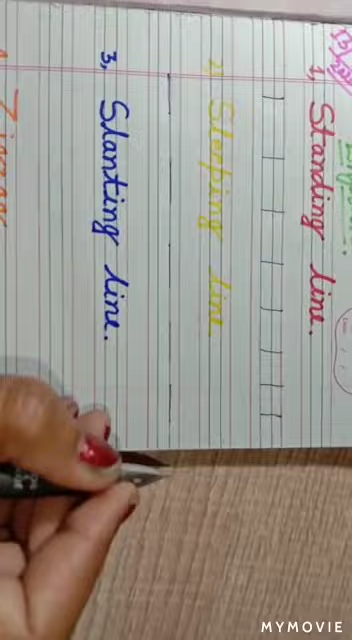 1, Standing line.
2, Sleeping line.
3, Slanting line.
MYMOVIE